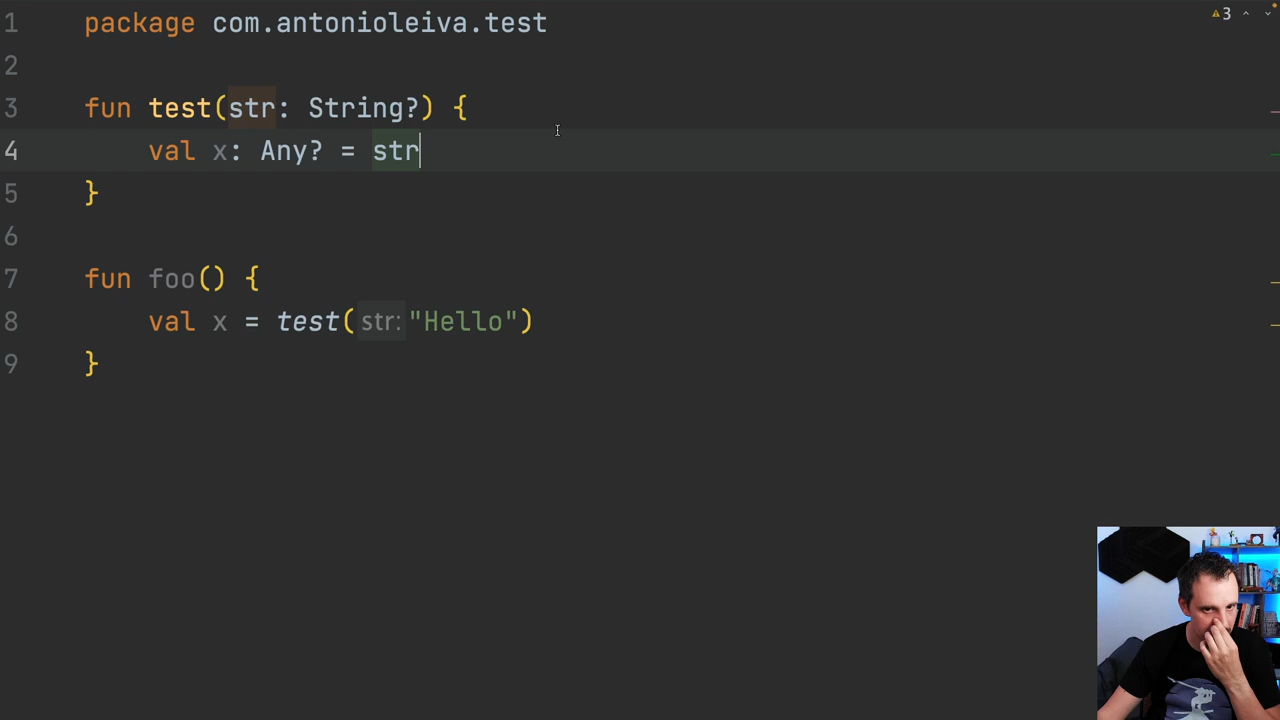 3
1 package com.antonioleiva.test
2
3 fun test(str: String?) {
4 val x: Any? = str
5 }
6
7 fun foo() {
8 val x = test(str: "Hello")
9 }